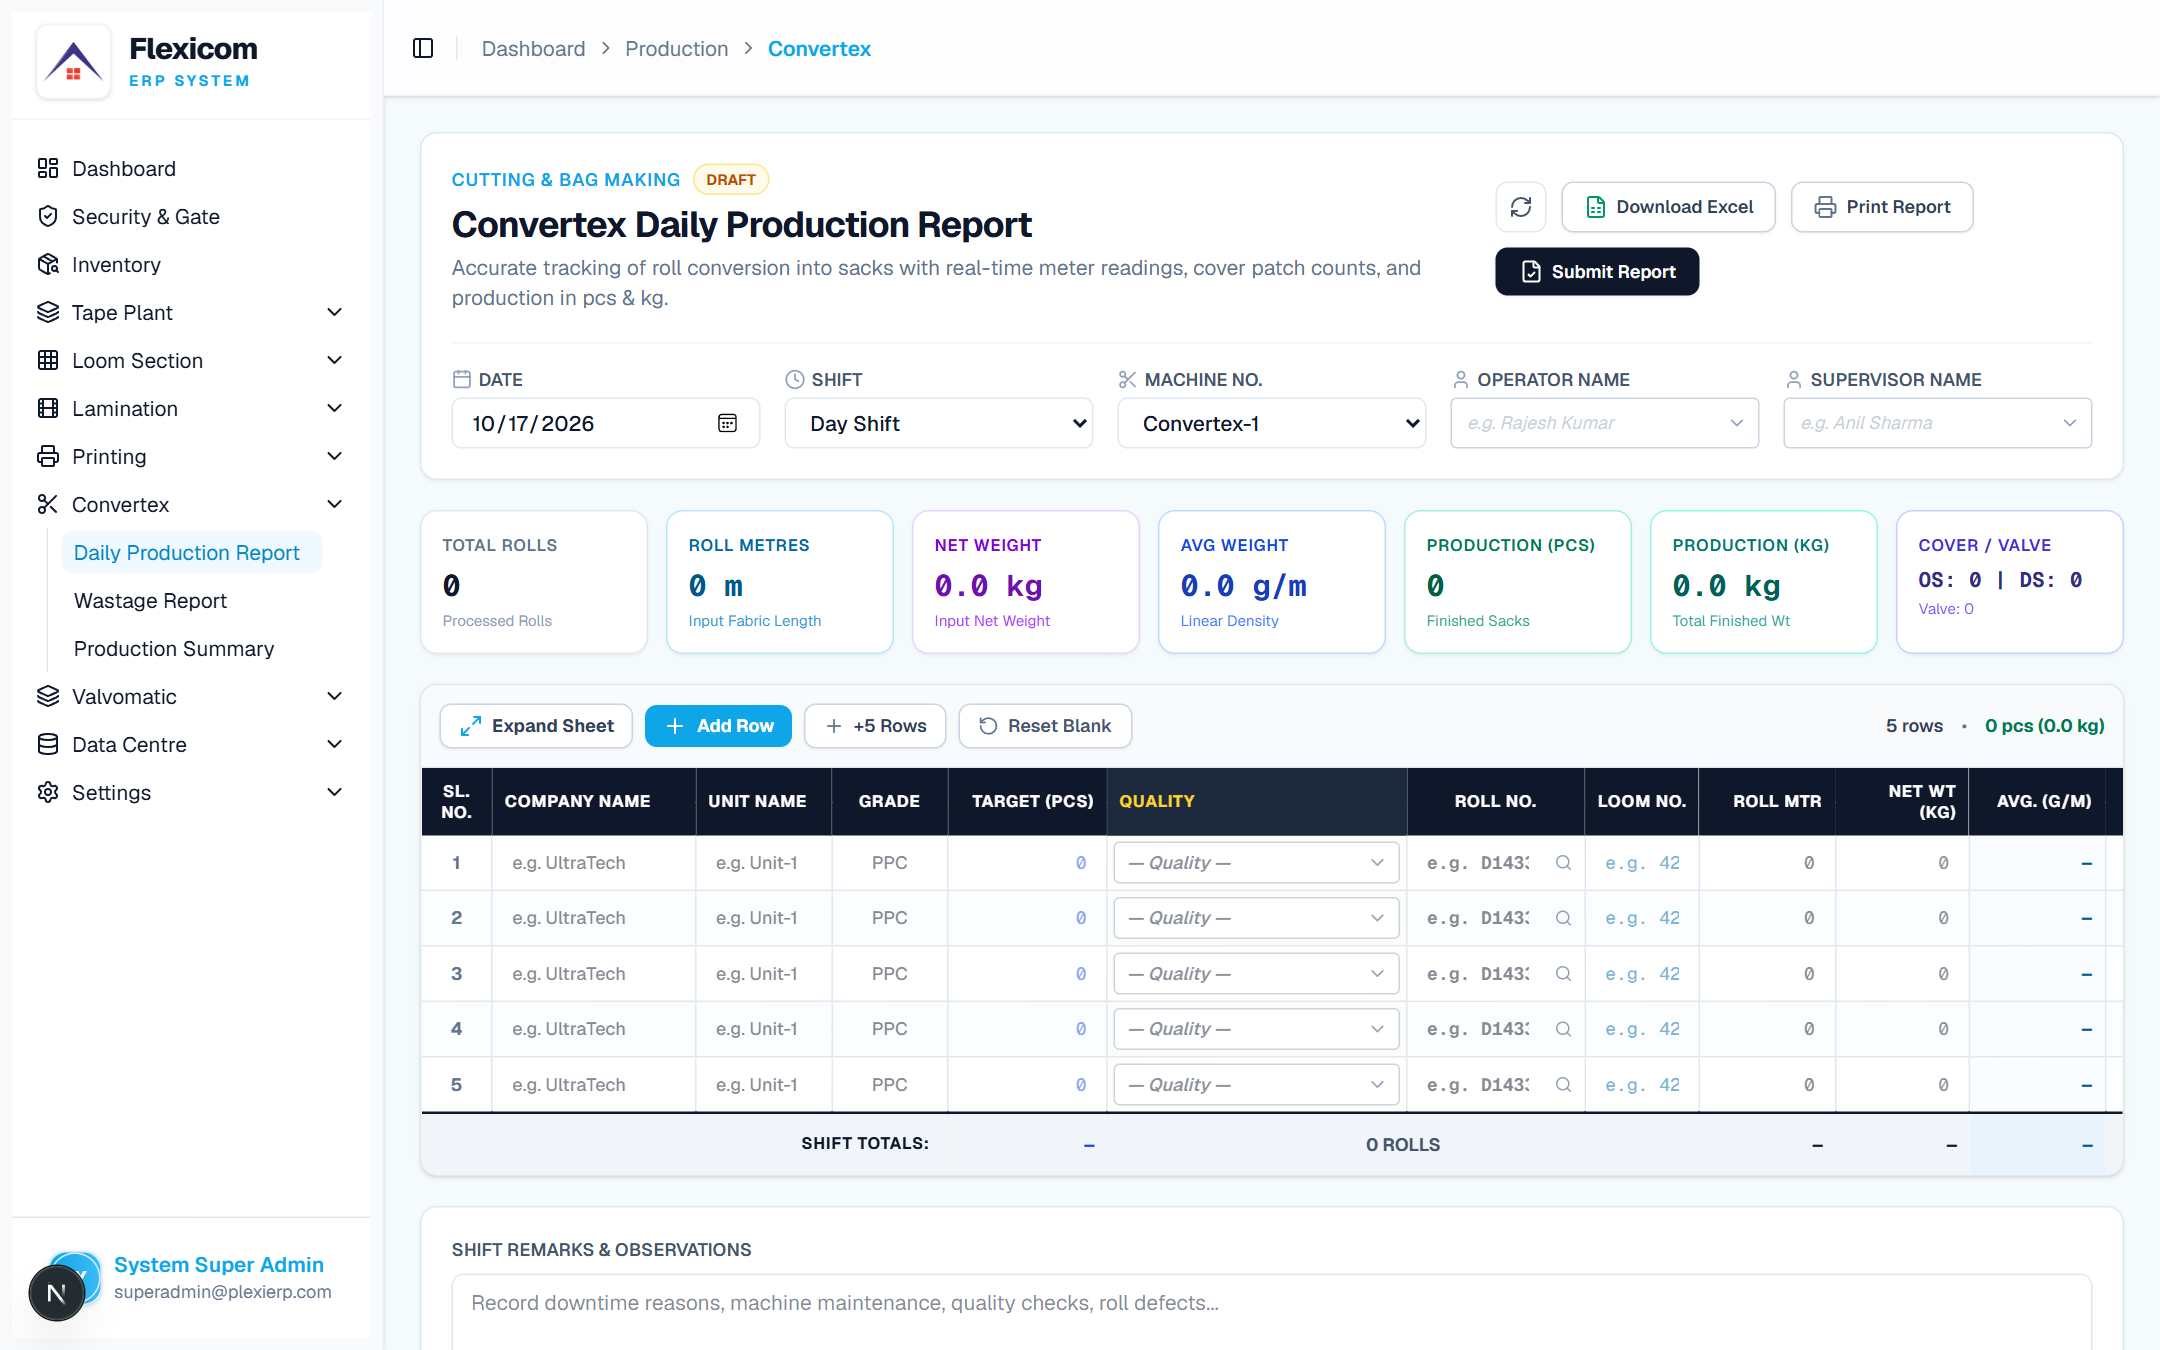 Flexicom
ERP SYSTEM
Dashboard
Security & Gate
Inventory
Tape Plant
Loom Section
Lamination
Printing
Convertex
Daily Production Report
Wastage Report
Production Summary
Valvomatic
Data Centre
Settings
N
System Super Admin
superadmin@plexierp.com
Dashboard > Production > Convertex
CUTTING & BAG MAKING DRAFT
Convertex Daily Production Report
Accurate tracking of roll conversion into sacks with real-time meter readings, cover patch counts, and
production in pcs & kg.
Download Excel
Print Report
Submit Report
DATE SHIFT MACHINE NO. OPERATOR NAME SUPERVISOR NAME
10/17/2026 Day Shift Convertex-1 e.g. Rajesh Kumar e.g. Anil Sharma
TOTAL ROLLS
0
Processed Rolls
ROLL METRES
0 m
Input Fabric Length
NET WEIGHT
0.0 kg
Input Net Weight
AVG WEIGHT
0.0 g/m
Linear Density
PRODUCTION (PCS)
0
Finished Sacks
PRODUCTION (KG)
0.0 kg
Total Finished Wt
COVER / VALVE
OS: 0 | DS: 0
Valve: 0
Expand Sheet + Add Row + +5 Rows Reset Blank 5 rows • 0 pcs (0.0 kg)
SL. NO. COMPANY NAME UNIT NAME GRADE TARGET (PCS) QUALITY ROLL NO. LOOM NO. ROLL MTR NET WT (KG) AVG. (G/M)
1 e.g. UltraTech e.g. Unit-1 PPC 0 — Quality — e.g. D143 e.g. 42 0 0 –
2 e.g. UltraTech e.g. Unit-1 PPC 0 — Quality — e.g. D143 e.g. 42 0 0 –
3 e.g. UltraTech e.g. Unit-1 PPC 0 — Quality — e.g. D143 e.g. 42 0 0 –
4 e.g. UltraTech e.g. Unit-1 PPC 0 — Quality — e.g. D143 e.g. 42 0 0 –
5 e.g. UltraTech e.g. Unit-1 PPC 0 — Quality — e.g. D143 e.g. 42 0 0 –
SHIFT TOTALS: – 0 ROLLS – – –
SHIFT REMARKS & OBSERVATIONS
Record downtime reasons, machine maintenance, quality checks, roll defects...